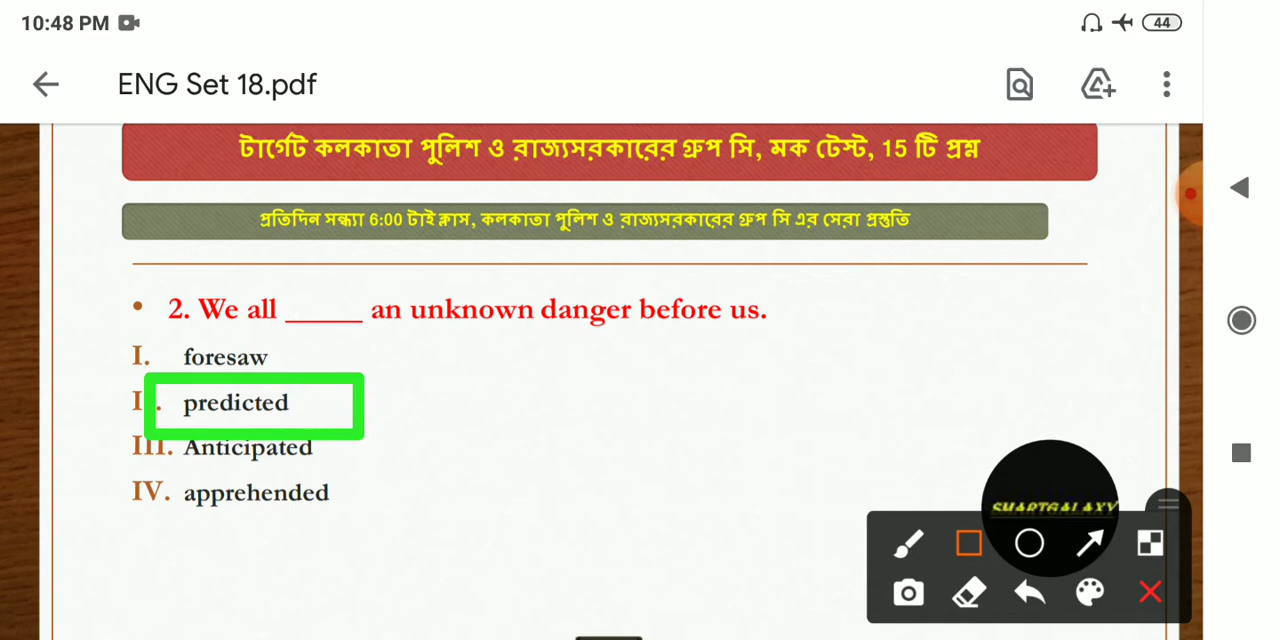 10:48 PM
44
ENG Set 18.pdf
টার্গেট কলকাতা পুলিশ ও রাজ্যসরকারের গ্রুপ সি, মক টেস্ট, 15 টি প্রশ্ন
প্রতিদিন সন্ধ্যা 6:00 টাই ক্লাস, কলকাতা পুলিশ ও রাজ্যসরকারের গ্রুপ সি এর সেরা প্রস্তুতি
• 2. We all _____ an unknown danger before us.
I. foresaw
II. predicted
III. Anticipated
IV. apprehended
SMARTGALAXY